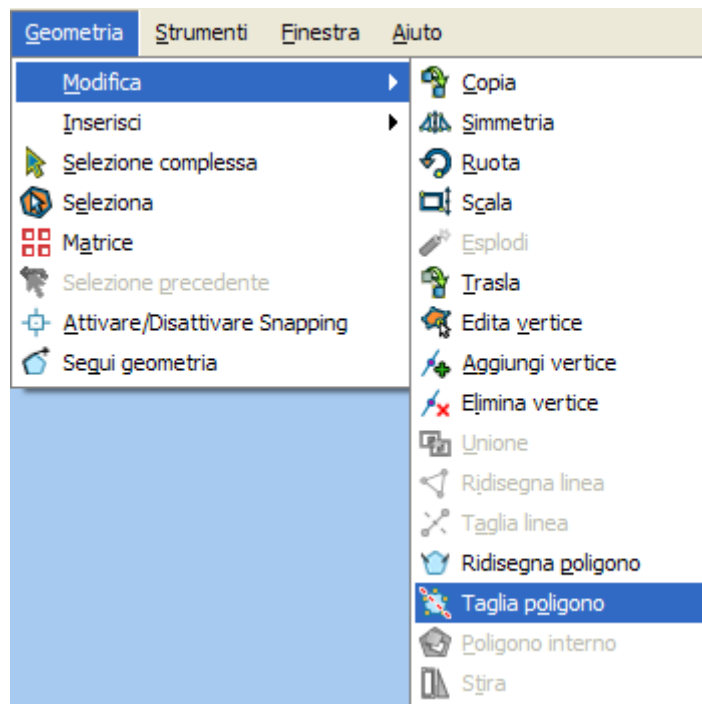 Geometria Strumenti Finestra Aiuto
Modifica
Inserisci
Selezione complessa
Seleziona
Matrice
Selezione precedente
Attivare/Disattivare Snapping
Segui geometria
Copia
Simmetria
Ruota
Scala
Esplodi
Trasla
Edita vertice
Aggiungi vertice
Elimina vertice
Unione
Ridisegna linea
Taglia linea
Ridisegna poligono
Taglia poligono
Poligono interno
Stira